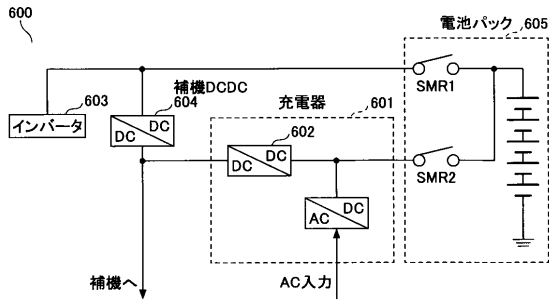 600
電池パック 605
補機DCDC
604
充電器
601
603
インバータ
DC
DC
602
DC
DC
SMR1
SMR2
DC
AC
補機へ
AC入力